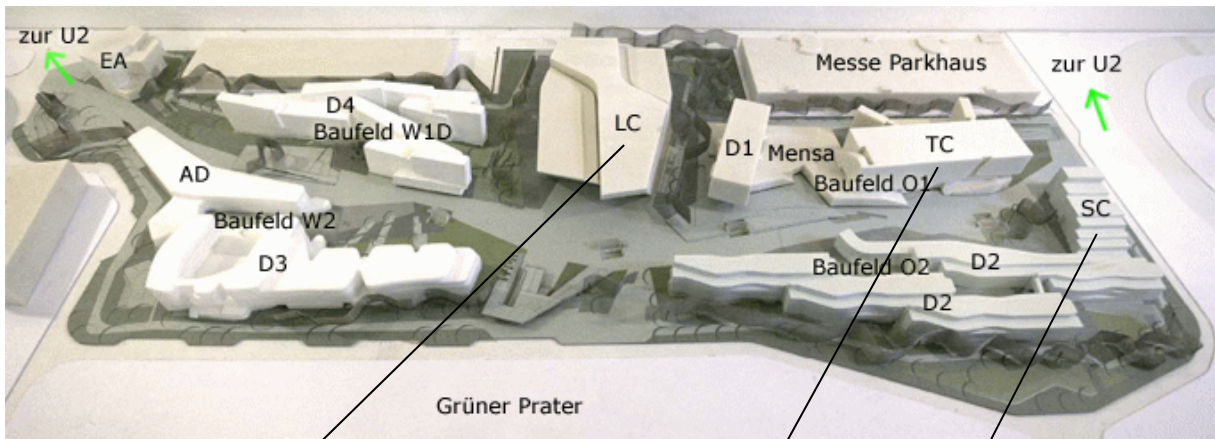 zur U2
EA
D4
Baufeld W1D
LC
Messe Parkhaus
zur U2
D1
Mensa
TC
Baufeld O1
AD
Baufeld W2
D3
SC
Baufeld O2
D2
D2
Grüner Prater